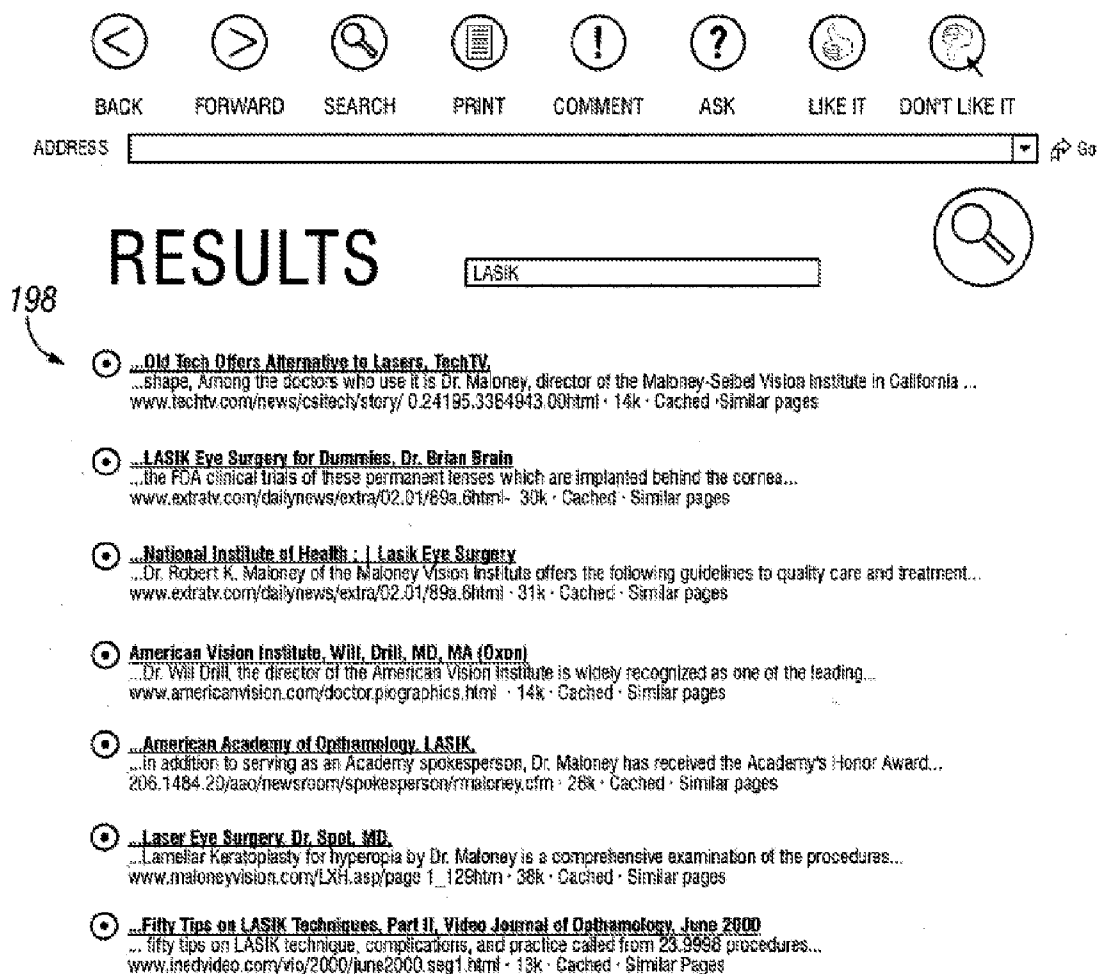 BACK FORWARD SEARCH PRINT COMMENT ASK LIKE IT DON'T LIKE IT
ADDRESS Go
RESULTS LASIK
198
...Old Tech Offers Alternative to Lasers, TechTV,
...shape, Among the doctors who use it is Dr. Maloney, director of the Maloney-Seibel Vision Institute in California ...
www.techtv.com/news/csitech/story/ 0.24195.3364943.00html · 14k · Cached ·Similar pages
...LASIK Eye Surgery for Dummies, Dr. Brian Brain
...the FDA clinical trials of these permanent lenses which are implanted behind the cornea...
www.extratv.com/dailynews/extra/02.01/89a.6html- 30k · Cached · Similar pages
...National Institute of Health : | Lasik Eye Surgery
...Dr. Robert K. Maloney of the Maloney Vision Institute offers the following guidelines to quality care and treatment...
www.extratv.com/dailynews/extra/02.01/89a.6html · 31k · Cached · Similar pages
American Vision Institute, Will, Drill, MD, MA (Oxon)
...Dr. Will Drill, the director of the American Vision Institute is widely recognized as one of the leading...
www.americanvision.com/doctor.piographics.html · 14k · Cached · Similar pages
...American Academy of Opthamology, LASIK,
...in addition to serving as an Academy spokesperson, Dr. Maloney has received the Academy's Honor Award...
206.1484.20/aao/newsroom/spokesperson/rmaloney.cfm · 26k · Cached · Similar pages
...Laser Eye Surgery, Dr. Spot, MD,
...Lamellar Keratoplasty for hyperopia by Dr. Maloney is a comprehensive examination of the procedures...
www.maloneyvision.com/LXH.asp/page 1_129htm · 38k · Cached · Similar pages
...Fifty Tips on LASIK Techniques, Part II, Video Journal of Opthamology, June 2000
... fifty tips on LASIK technique, complications, and practice called from 23.9998 procedures...
www.inedvideo.com/vio/2000/june2000.seg1.html · 13k · Cached · Similar Pages